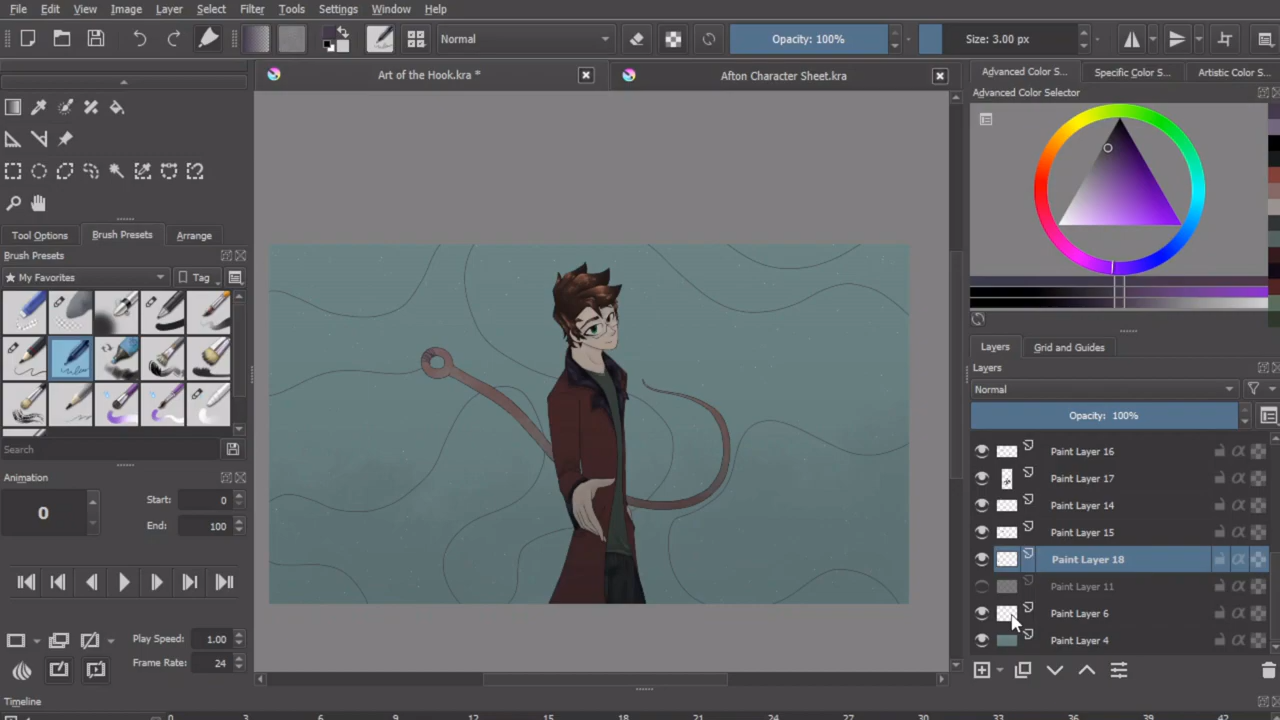 File Edit View Image Layer Select Filter Tools Settings Window Help
Normal Opacity: 100% Size: 3.00 px
Art of the Hook.kra * Afton Character Sheet.kra
Advanced Color S... Specific Color S... Artistic Color S...
Advanced Color Selector
Tool Options Brush Presets Arrange
Brush Presets
My Favorites Tag
Search
Animation
0 Start: 0
End: 100
Play Speed: 1.00
Frame Rate: 24
Timeline
0 3 6 9 12 15 18 21 24 27 30 33 36 39 42
Layers Grid and Guides
Layers
Normal
Opacity: 100%
Paint Layer 16
Paint Layer 17
Paint Layer 14
Paint Layer 15
Paint Layer 18
Paint Layer 11
Paint Layer 6
Paint Layer 4